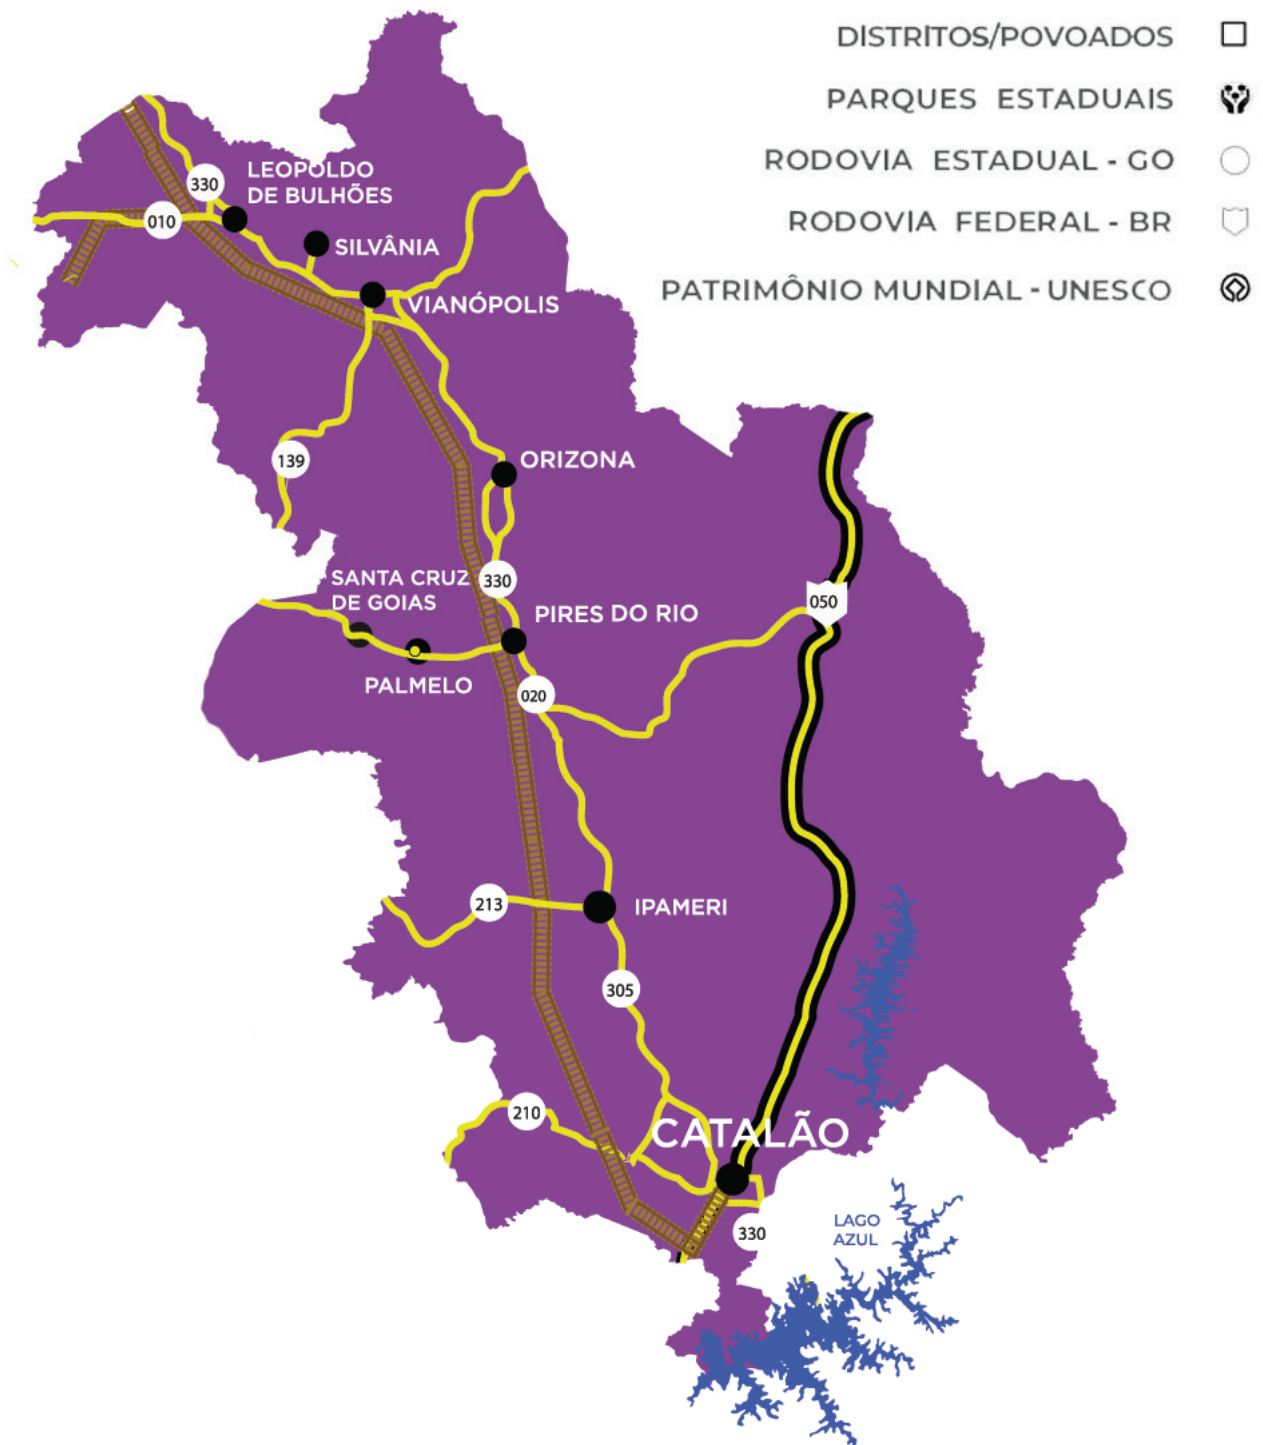 DISTRITOS/POVOADOS
PARQUES ESTADUAIS
RODOVIA ESTADUAL - GO
RODOVIA FEDERAL - BR
PATRIMÔNIO MUNDIAL - UNESCO
LEOPOLDO
DE BULHÕES
330
010
SILVÂNIA
VIANÓPOLIS
139
ORIZONA
SANTA CRUZ
DE GOIAS
330
PIRES DO RIO
050
PALMELO
020
213
IPAMERI
305
210
CATALÃO
330
LAGO
AZUL